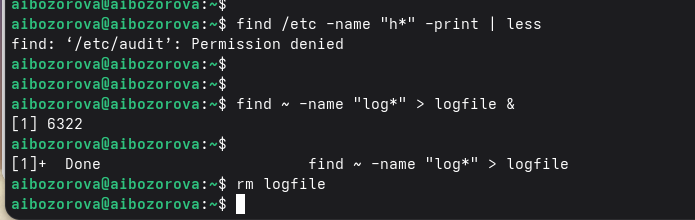 aibozorova@aibozorova:~$
aibozorova@aibozorova:~$ find /etc -name "h*" -print | less
find: ‘/etc/audit’: Permission denied
aibozorova@aibozorova:~$
aibozorova@aibozorova:~$
aibozorova@aibozorova:~$ find ~ -name "log*" > logfile &
[1] 6322
aibozorova@aibozorova:~$
[1]+  Done                    find ~ -name "log*" > logfile
aibozorova@aibozorova:~$ rm logfile
aibozorova@aibozorova:~$